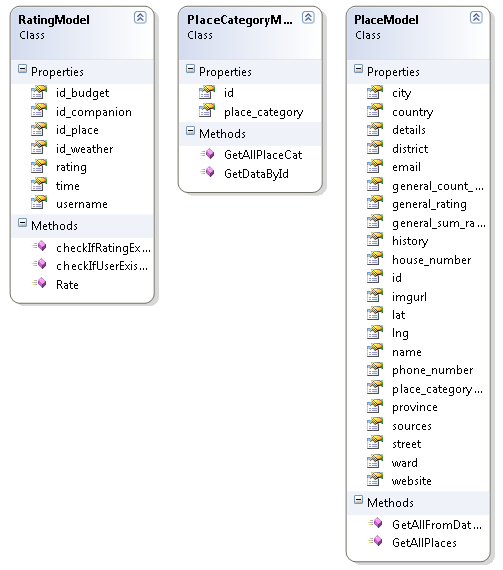 RatingModel
Class
Properties
id_budget
id_companion
id_place
id_weather
rating
time
username
Methods
checkIfRatingEx...
checkIfUserExis...
Rate
PlaceCategoryM...
Class
Properties
id
place_category
Methods
GetAllPlaceCat
GetDataById
PlaceModel
Class
Properties
city
country
details
district
email
general_count_...
general_rating
general_sum_ra...
history
house_number
id
imgurl
lat
lng
name
phone_number
place_category...
province
sources
street
ward
website
Methods
GetAllFromDat...
GetAllPlaces